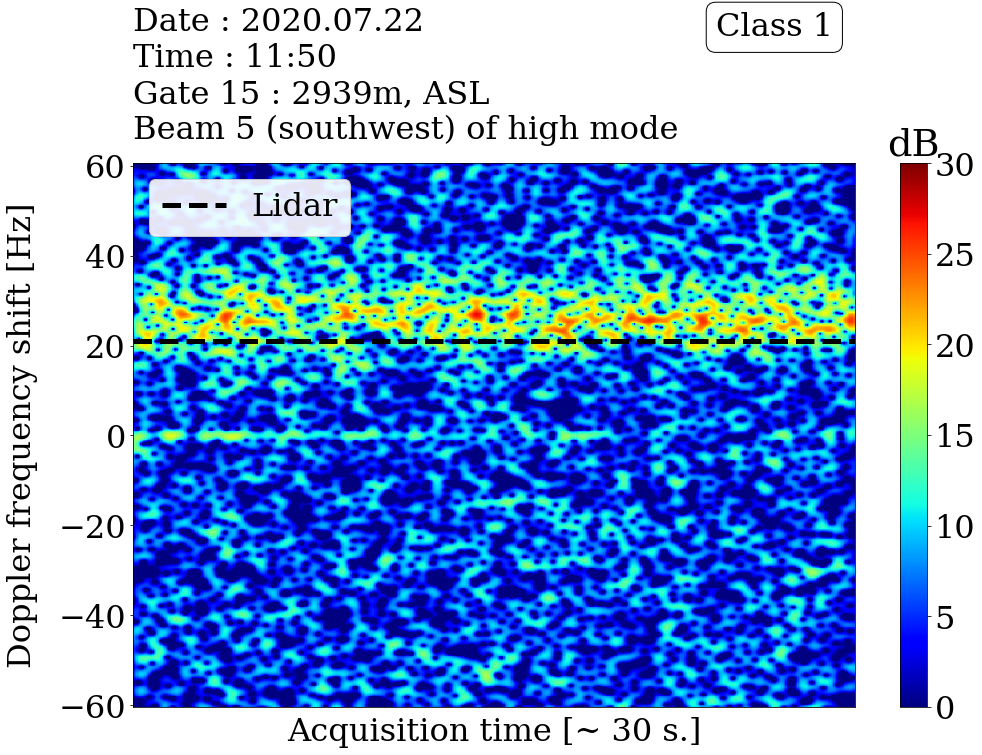 Date : 2020.07.22
Class 1
Time : 11:50
Gate 15 : 2939m, ASL
Beam 5 (southwest) of high mode
dB
60
40
20
0
−20
−40
−60
Doppler frequency shift [Hz]
Lidar
30
25
20
15
10
5
0
Acquisition time [~ 30 s.]